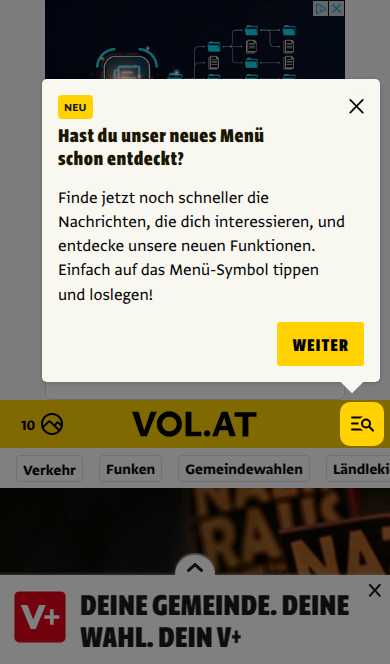 NEU
Hast du unser neues Menü
schon entdeckt?
Finde jetzt noch schneller die
Nachrichten, die dich interessieren, und
entdecke unsere neuen Funktionen.
Einfach auf das Menü-Symbol tippen
und loslegen!
WEITER
10
VOL.AT
Verkehr
Funken
Gemeindewahlen
V+
DEINE GEMEINDE. DEINE
WAHL. DEIN V+